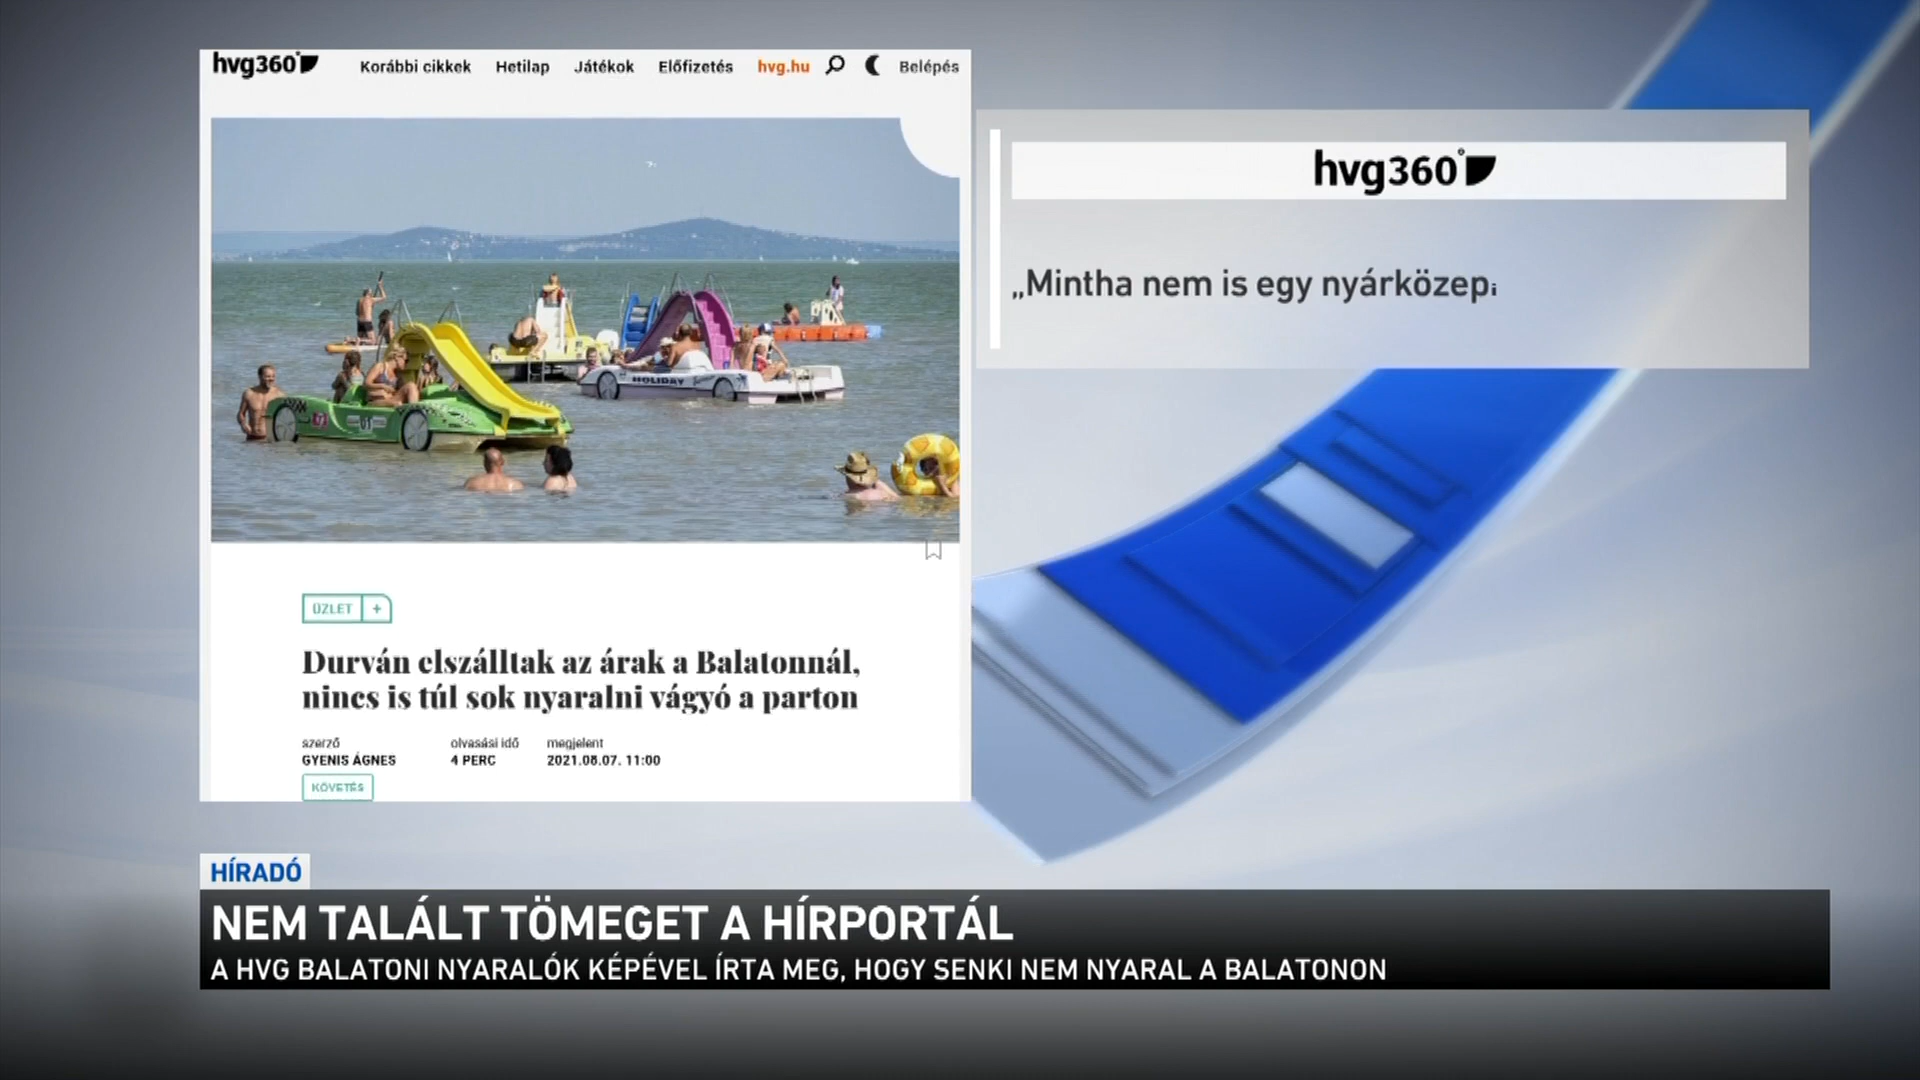 hvg360° Korábbi cikkek Hetilap Játékok Előfizetés hvg.hu Belépés
HOLIDAY
01
ÜZLET +
Durván elszálltak az árak a Balatonnál,
nincs is túl sok nyaralni vágyó a parton
szerző olvasási idő megjelent
GYENIS ÁGNES 4 PERC 2021.08.07. 11:00
KÖVETÉS
hvg360°
„Mintha nem is egy nyárközepi
HÍRADÓ
NEM TALÁLT TÖMEGET A HÍRPORTÁL
A HVG BALATONI NYARALÓK KÉPÉVEL ÍRTA MEG, HOGY SENKI NEM NYARAL A BALATONON